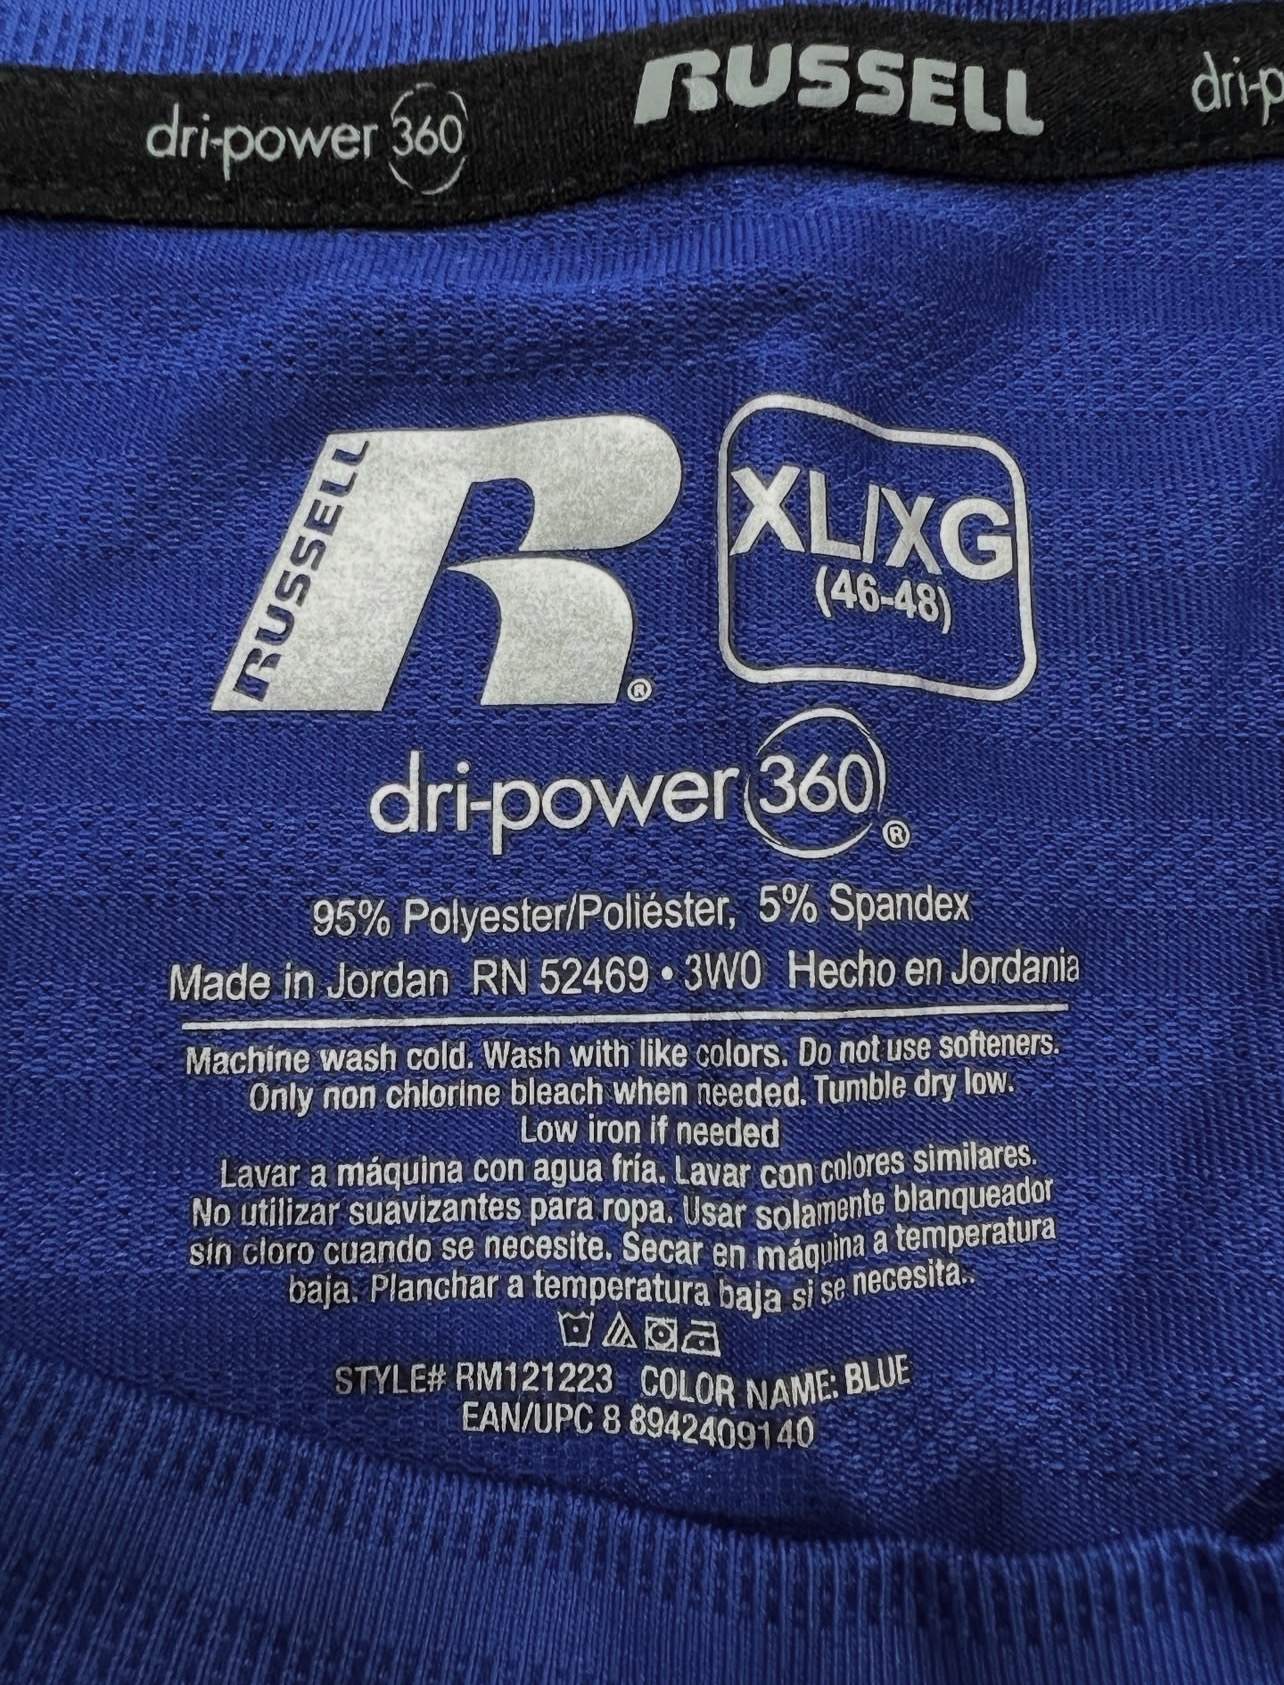 dri-power 360 RUSSELL dri-p
RUSSELL
R®
XL/XG
(46-48)
dri-power 360®
95% Polyester/Poliéster, 5% Spandex
Made in Jordan RN 52469 • 3W0 Hecho en Jordania
Machine wash cold. Wash with like colors. Do not use softeners.
Only non chlorine bleach when needed. Tumble dry low.
Low iron if needed
Lavar a máquina con agua fría. Lavar con colores similares.
No utilizar suavizantes para ropa. Usar solamente blanqueador
sin cloro cuando se necesite. Secar en máquina a temperatura
baja. Planchar a temperatura baja si se necesita..
STYLE# RM121223 COLOR NAME: BLUE
EAN/UPC 8 8942409140